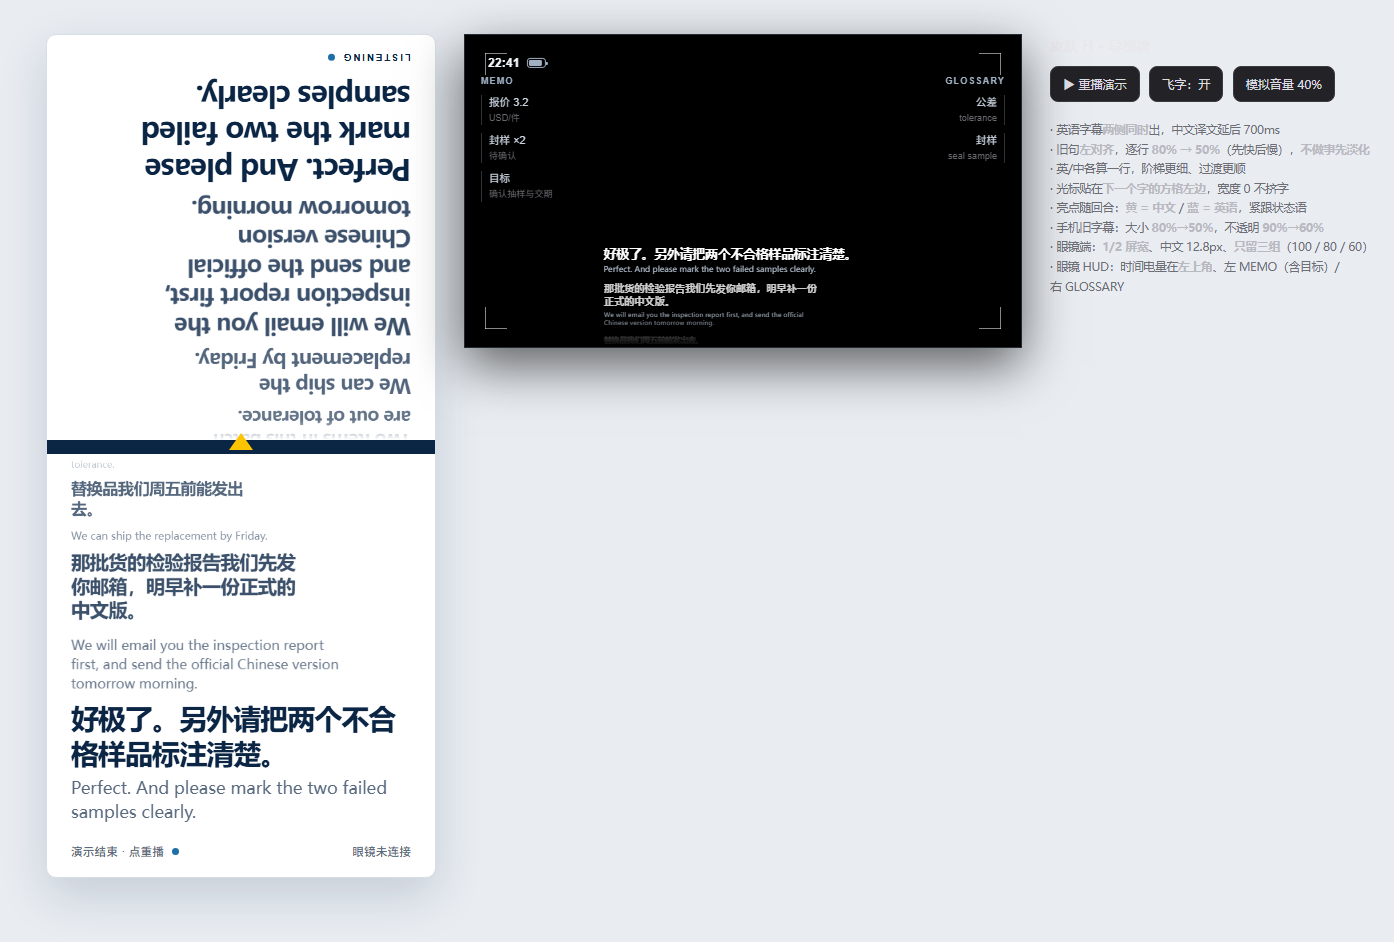 LISTENING
Perfect. And please
mark the two failed
samples clearly.
We will email you the
inspection report first,
and send the official
Chinese version
tomorrow morning.
We can ship the
replacement by Friday.
Two items in this batch
are out of tolerance.
tolerance.
替换品我们周五前能发出
去。
We can ship the replacement by Friday.
那批货的检验报告我们先发
你邮箱，明早补一份正式的
中文版。
We will email you the inspection report
first, and send the official Chinese version
tomorrow morning.
好极了。另外请把两个不合
格样品标注清楚。
Perfect. And please mark the two failed
samples clearly.
演示结束 · 点重播
眼镜未连接
22:41
MEMO
报价 3.2
USD/件
封样 ×2
待确认
目标
确认抽样与交期
GLOSSARY
公差
tolerance
封样
seal sample
好极了。另外请把两个不合格样品标注清楚。
Perfect. And please mark the two failed samples clearly.
那批货的检验报告我们先发你邮箱，明早补一份
正式的中文版。
We will email you the inspection report first, and send the official
Chinese version tomorrow morning.
替换品我们周五前能发出去。
▶ 重播演示
飞字：开
模拟音量 40%
· 英语字幕两侧同时出，中文译文延后 700ms
· 旧句左对齐，逐行 80% → 50%（先快后慢），不做事先淡化
· 英/中各算一行，阶梯更细、过渡更顺
· 光标贴在下一个字的方格左边，宽度 0 不挤字
· 亮点随回合：黄 = 中文 / 蓝 = 英语，紧跟状态语
· 手机旧字幕：大小 80%→50%，不透明 90%→60%
· 眼镜端：1/2 屏宽、中文 12.8px、只留三组（100 / 80 / 60）
· 眼镜 HUD：时间电量在左上角、左 MEMO（含目标）/
右 GLOSSARY